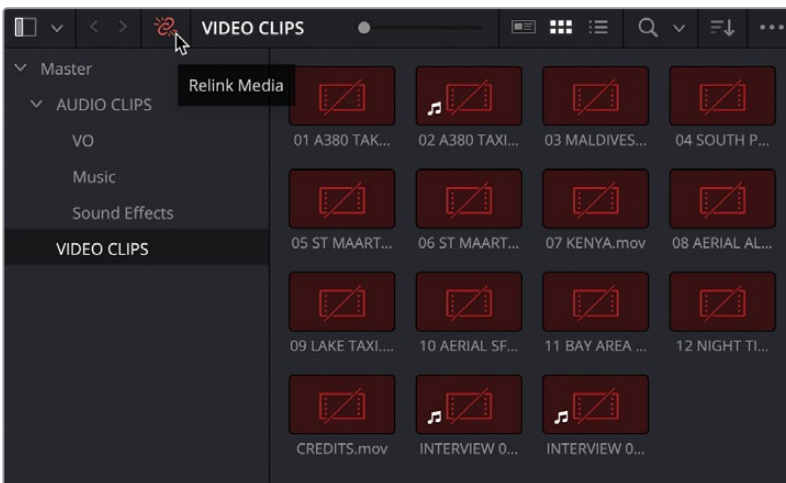 VIDEO CLIPS
Relink Media
Master
AUDIO CLIPS
VO
Music
Sound Effects
VIDEO CLIPS
01 A380 TAK...
02 A380 TAXI...
03 MALDIVES...
04 SOUTH P...
05 ST MAART...
06 ST MAART...
07 KENYA.mov
08 AERIAL AL...
09 LAKE TAXI....
10 AERIAL SF...
11 BAY AREA ...
12 NIGHT TI...
CREDITS.mov
INTERVIEW 0...
INTERVIEW 0...